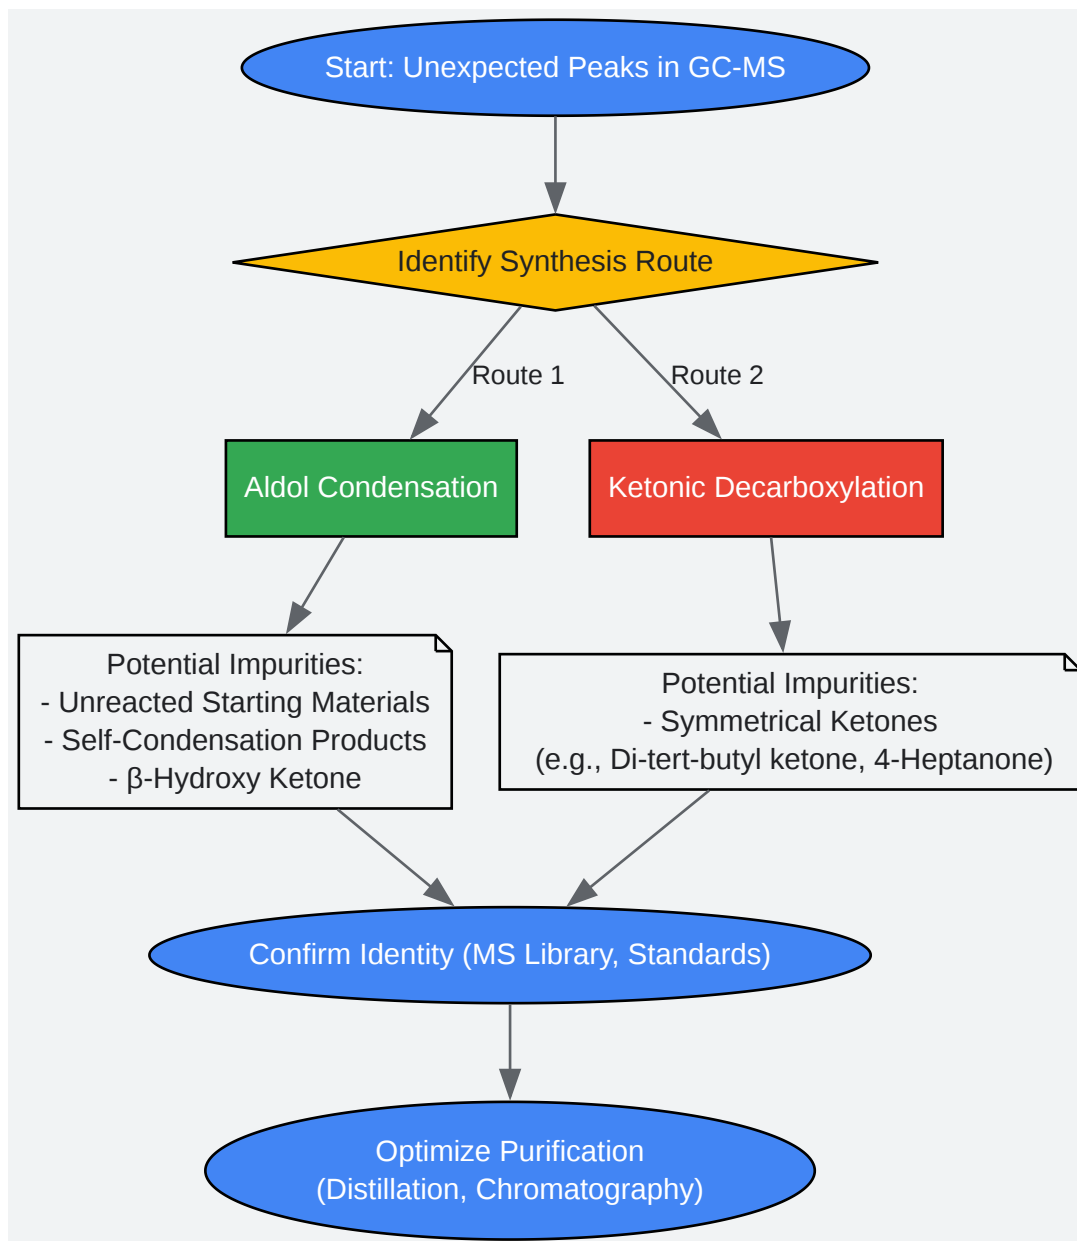 Start: Unexpected Peaks in GC-MS
Identify Synthesis Route
Route 1
Route 2
Aldol Condensation
Ketonic Decarboxylation
Potential Impurities:
- Unreacted Starting Materials
- Self-Condensation Products
- β-Hydroxy Ketone
Potential Impurities:
- Symmetrical Ketones
(e.g., Di-tert-butyl ketone, 4-Heptanone)
Confirm Identity (MS Library, Standards)
Optimize Purification
(Distillation, Chromatography)